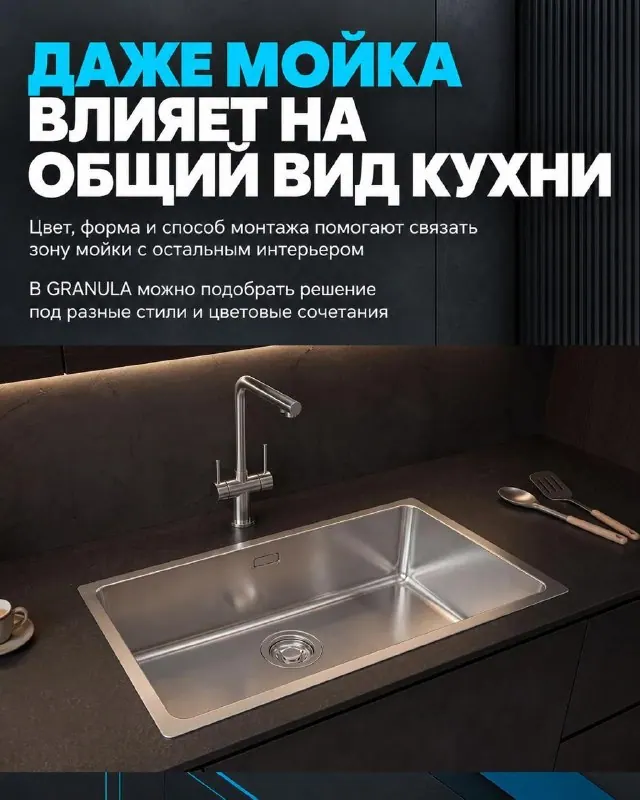 ДАЖЕ МОЙКА
ВЛИЯЕТ НА
ОБЩИЙ ВИД КУХНИ
Цвет, форма и способ монтажа помогают связать
зону мойки с остальным интерьером
В GRANULA можно подобрать решение
под разные стили и цветовые сочетания